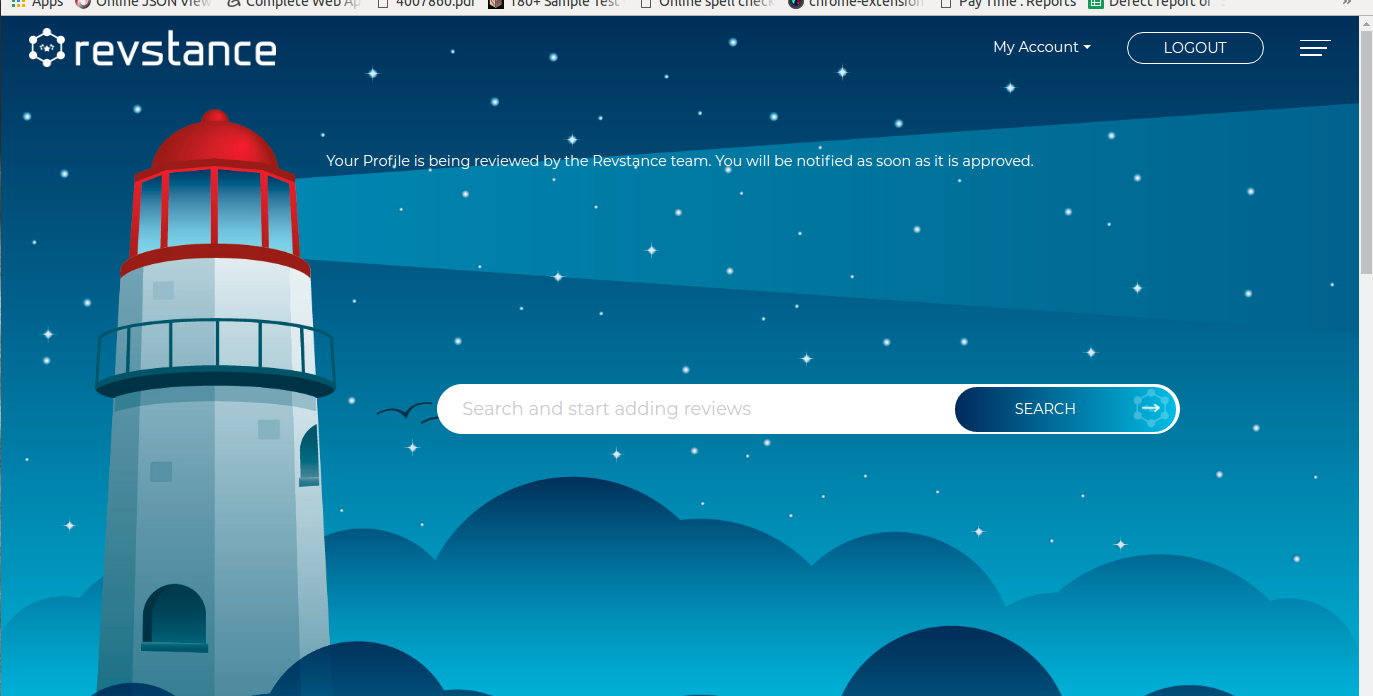 Apps
Online JSON View
Complete Web Ap
4007860.pdf
180+ Sample Test
Online spell check
chrome-extension
Pay Time : Reports
Defect report of
»
revstance
My Account
LOGOUT
Your Profile is being reviewed by the Revstance team. You will be notified as soon as it is approved.
Search and start adding reviews
SEARCH